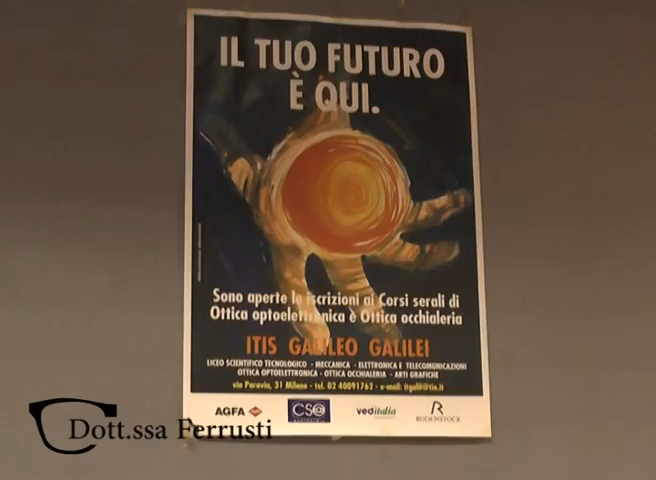 IL TUO FUTURO
È QUI.
Sono aperte le iscrizioni ai Corsi serali di
Ottica optoelettronica è Ottica occhialeria
ITIS GALILEO GALILEI
LICEO SCIENTIFICO TECNOLOGICO - MECCANICA - ELETTRONICA E TELECOMUNICAZIONI
OTTICA OPTOELETTRONICA - OTTICA OCCHIALERIA - ARTI GRAFICHE
via Paravia, 31 Milano - tel. 02 40091762 - e-mail: itgalil@tin.it
AGFA CSO veditalia RODENSTOCK
Dott.ssa Ferrusti